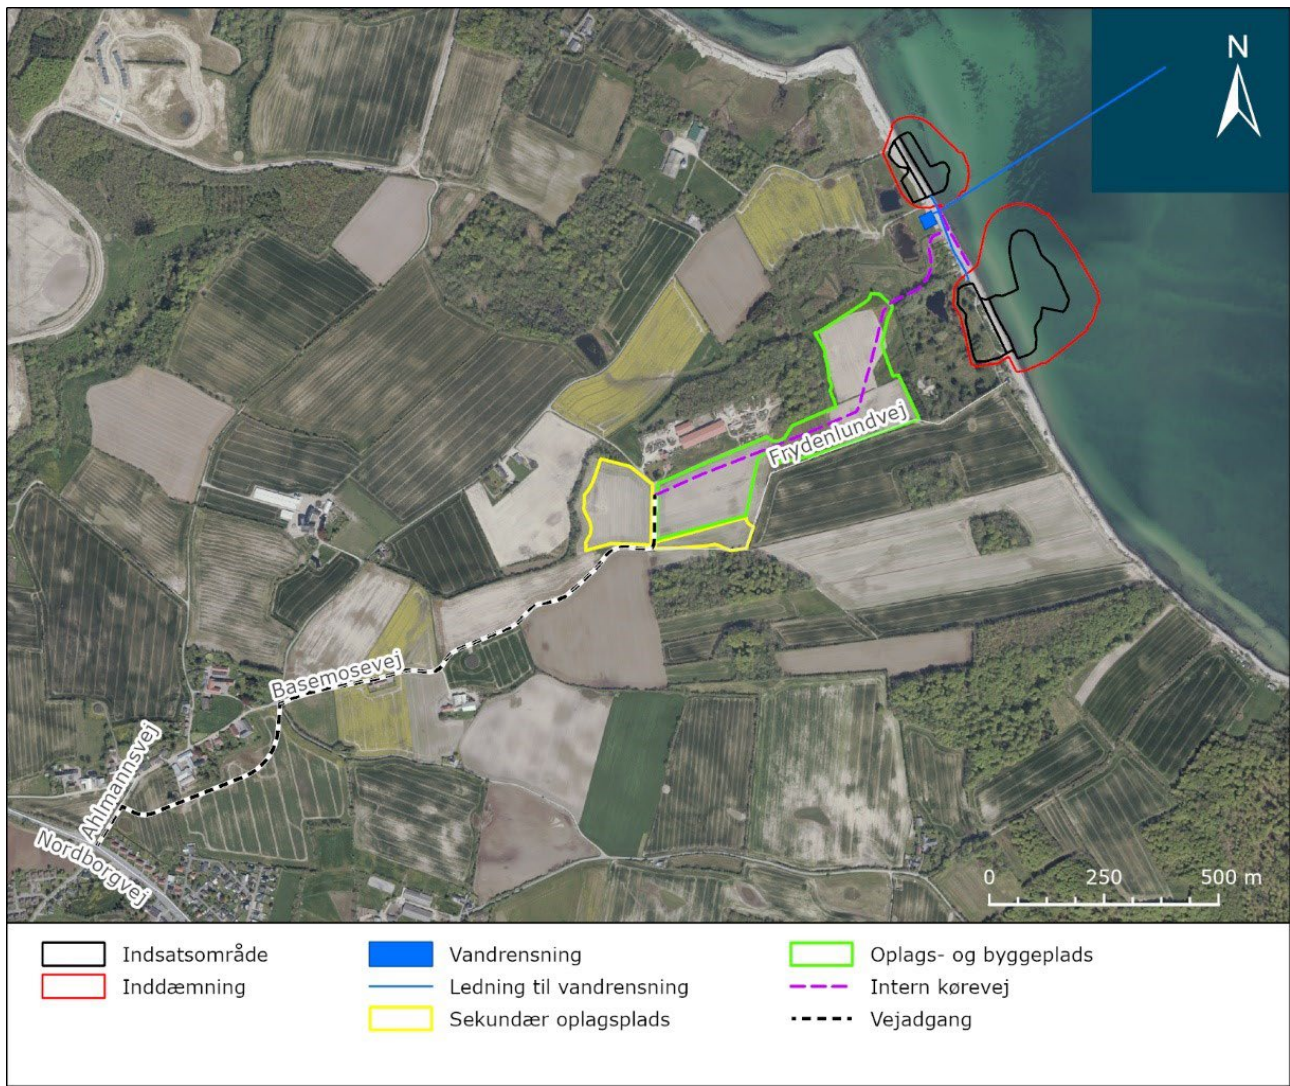 N
Frydenlundvej
Basemosevej
Ahlmannsvej
Nordborgvej
0 250 500 m
Indsatsområde
Inddæmning
Vandrensning
Ledning til vandrensning
Sekundær oplagsplads
Oplags- og byggeplads
Intern kørevej
Vejadgang